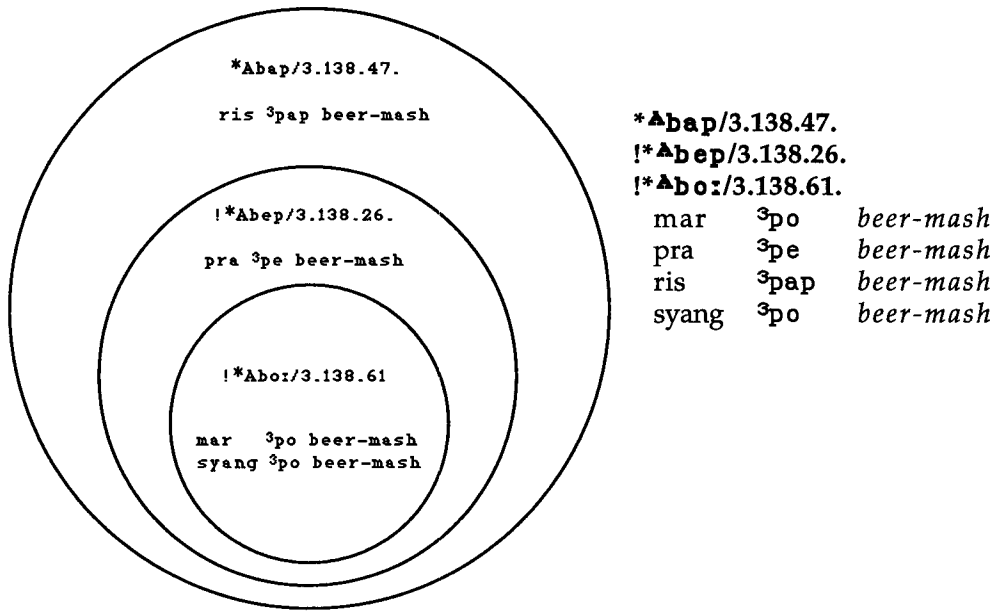 *Abap/3.138.47.
ris ³pap beer-mash
!*Abep/3.138.26.
pra ³pe beer-mash
!*Abo:/3.138.61
mar ³po beer-mash
syang ³po beer-mash
*ᴬbap/3.138.47.
!*ᴬbep/3.138.26.
!*ᴬbo:/3.138.61.
mar ³po beer-mash
pra ³pe beer-mash
ris ³pap beer-mash
syang ³po beer-mash